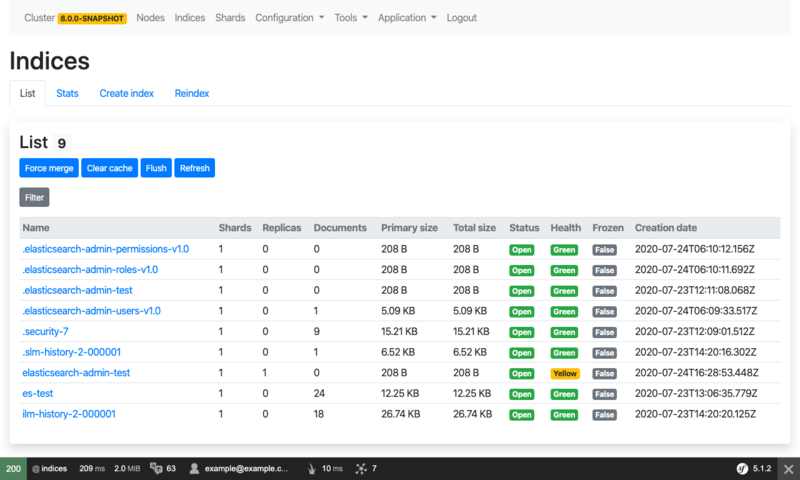 Cluster 8.0.0-SNAPSHOT Nodes Indices Shards Configuration Tools Application Logout
Indices
List Stats Create index Reindex
List 9
Force merge Clear cache Flush Refresh
Filter
Name Shards Replicas Documents Primary size Total size Status Health Frozen Creation date
.elasticsearch-admin-permissions-v1.0 1 0 0 208 B 208 B Open Green False 2020-07-24T06:10:12.156Z
.elasticsearch-admin-roles-v1.0 1 0 0 208 B 208 B Open Green False 2020-07-24T06:10:11.692Z
.elasticsearch-admin-test 1 0 0 208 B 208 B Open Green False 2020-07-23T12:11:08.068Z
.elasticsearch-admin-users-v1.0 1 0 1 5.09 KB 5.09 KB Open Green False 2020-07-24T06:09:33.517Z
.security-7 1 0 9 15.21 KB 15.21 KB Open Green False 2020-07-23T12:09:01.512Z
.slm-history-2-000001 1 0 1 6.52 KB 6.52 KB Open Green False 2020-07-23T14:20:16.302Z
elasticsearch-admin-test 1 1 0 208 B 208 B Open Yellow False 2020-07-24T16:28:53.448Z
es-test 1 0 24 12.25 KB 12.25 KB Open Green False 2020-07-23T13:06:35.779Z
ilm-history-2-000001 1 0 18 26.74 KB 26.74 KB Open Green False 2020-07-23T14:20:20.125Z
200 @ indices 209 ms 2.0 MiB 63 example@example.c... 10 ms 7 sf 5.1.2